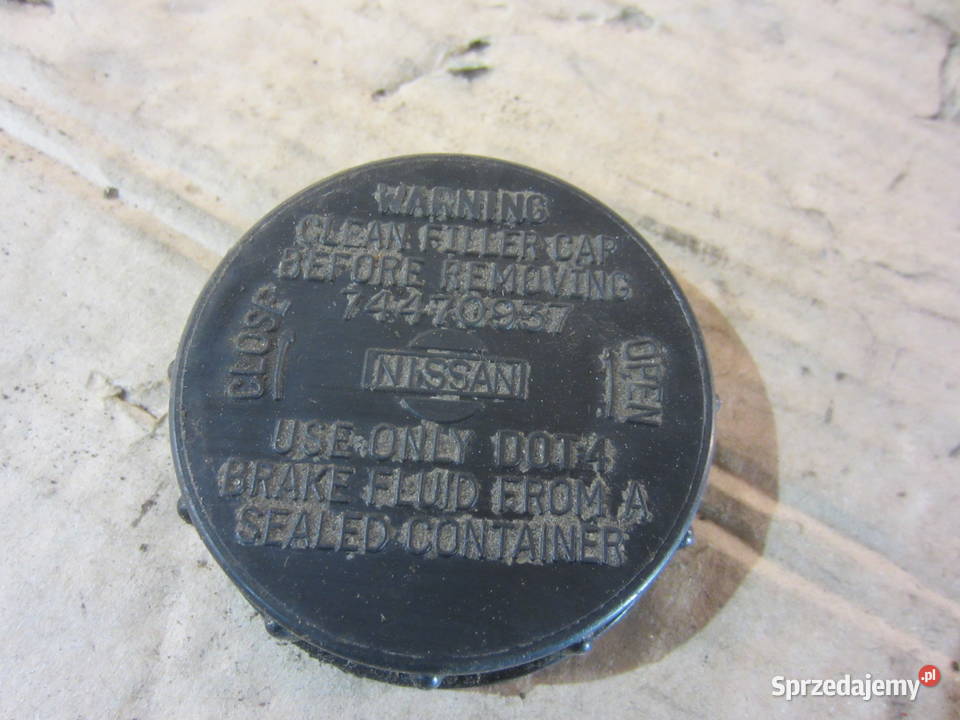 WARNING
CLEAN FILLER CAP
BEFORE REMOVING
74470937
CLOSE
NISSAN
OPEN
USE ONLY DOT4
BRAKE FLUID FROM A
SEALED CONTAINER
Sprzedajemy.pl